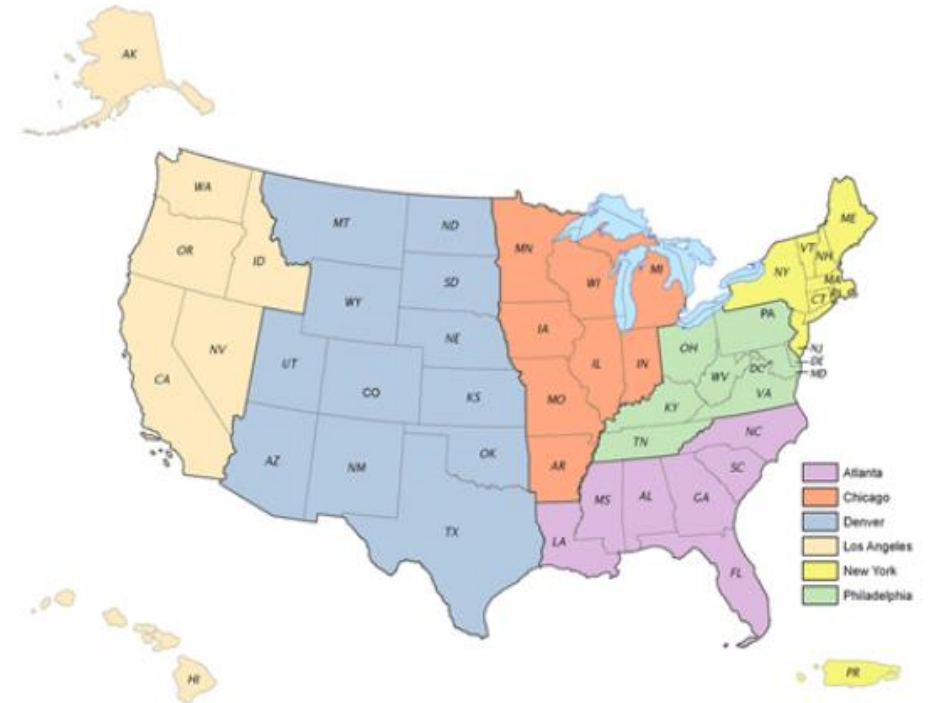 AK
WA
MT
ND
MN
ME
VT
NH
OR
ID
WI
MI
NY
MA
SD
CT
WY
PA
NV
NE
IA
OH
NJ
UT
IL
IN
DE
CA
CO
KS
MO
WV
DC
MD
VA
KY
NC
TN
AZ
NM
OK
AR
SC
Atlanta
MS
AL
GA
Chicago
TX
LA
Denver
FL
Los Angeles
New York
Philadelphia
HI
PR